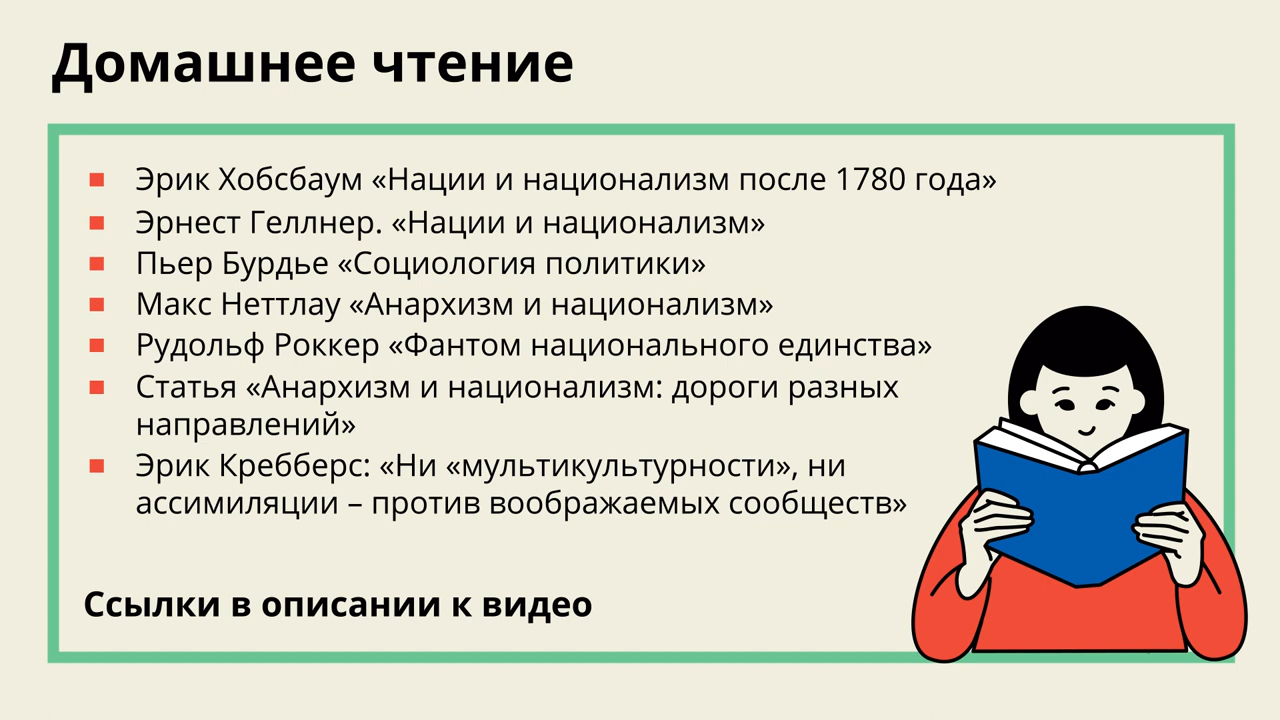 Домашнее чтение
Эрик Хобсбаум «Нации и национализм после 1780 года»
Эрнест Геллнер. «Нации и национализм»
Пьер Бурдье «Социология политики»
Макс Неттлау «Анархизм и национализм»
Рудольф Роккер «Фантом национального единства»
Статья «Анархизм и национализм: дороги разных
направлений»
Эрик Кребберс: «Ни «мультикультурности», ни
ассимиляции – против воображаемых сообществ»
Ссылки в описании к видео